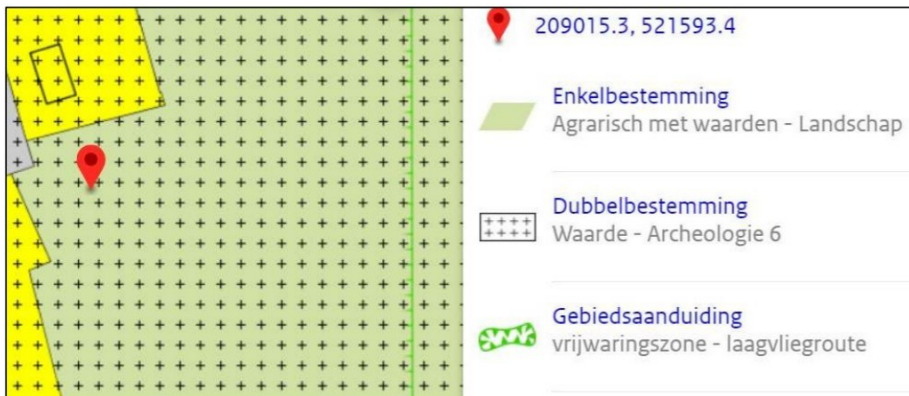 209015.3, 521593.4
Enkelbestemming
Agrarisch met waarden - Landschap
Dubbelbestemming
Waarde - Archeologie 6
Gebiedsaanduiding
vrijwaringszone - laagvliegroute